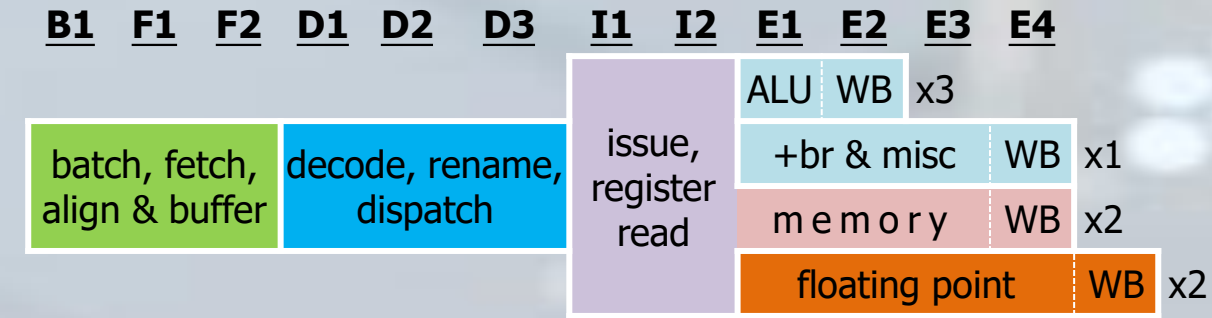 B1 F1 F2 D1 D2 D3 I1 I2 E1 E2 E3 E4
ALU WB x3
batch, fetch,
align & buffer
decode, rename,
dispatch
issue,
register
read
+br & misc WB x1
memory WB x2
floating point WB x2